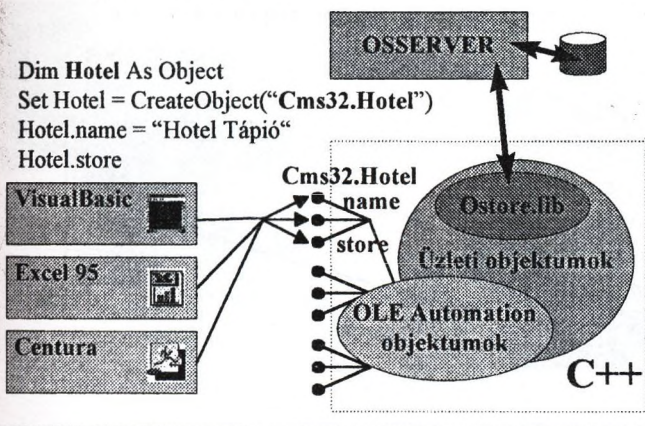 OSSERVER
Dim Hotel As Object
Set Hotel = CreateObject(“Cms32.Hotel”)
Hotel.name = “Hotel Tápió“
Hotel.store
Cms32.Hotel
name
store
VisualBasic
Excel 95
Centura
Ostore.lib
Üzleti objektumok
OLE Automation
objektumok
C++